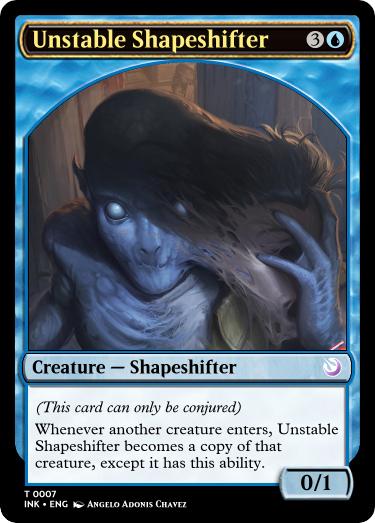 Unstable Shapeshifter 3
Creature — Shapeshifter
(This card can only be conjured)
Whenever another creature enters, Unstable
Shapeshifter becomes a copy of that
creature, except it has this ability.
0/1
T 0007
INK • ENG Angelo Adonis Chavez